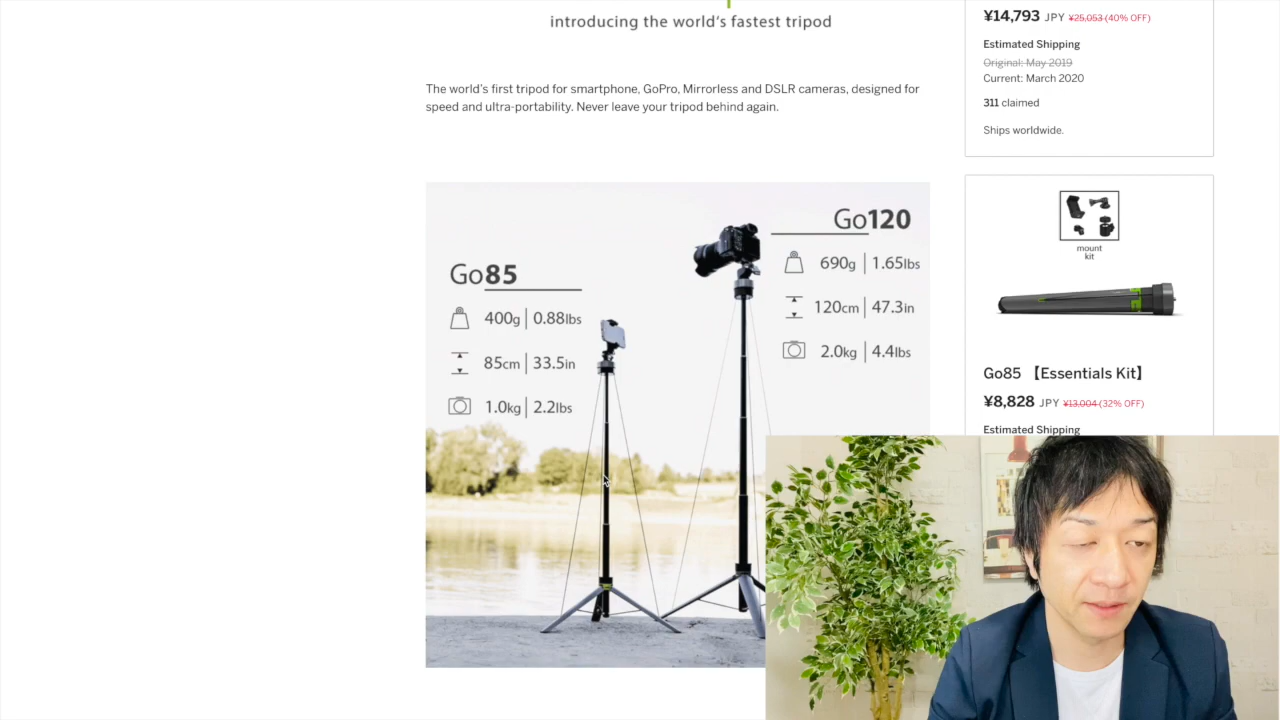 introducing the world's fastest tripod
The world's first tripod for smartphone, GoPro, Mirrorless and DSLR cameras, designed for
speed and ultra-portability. Never leave your tripod behind again.
Go85
400g | 0.88lbs
85cm | 33.5in
1.0kg | 2.2lbs
Go120
690g | 1.65lbs
120cm | 47.3in
2.0kg | 4.4lbs
¥14,793 JPY ¥25,053 (40% OFF)
Estimated Shipping
Original: May 2019
Current: March 2020
311 claimed
Ships worldwide.
mount
kit
Go85 【Essentials Kit】
¥8,828 JPY ¥13,004 (32% OFF)
Estimated Shipping